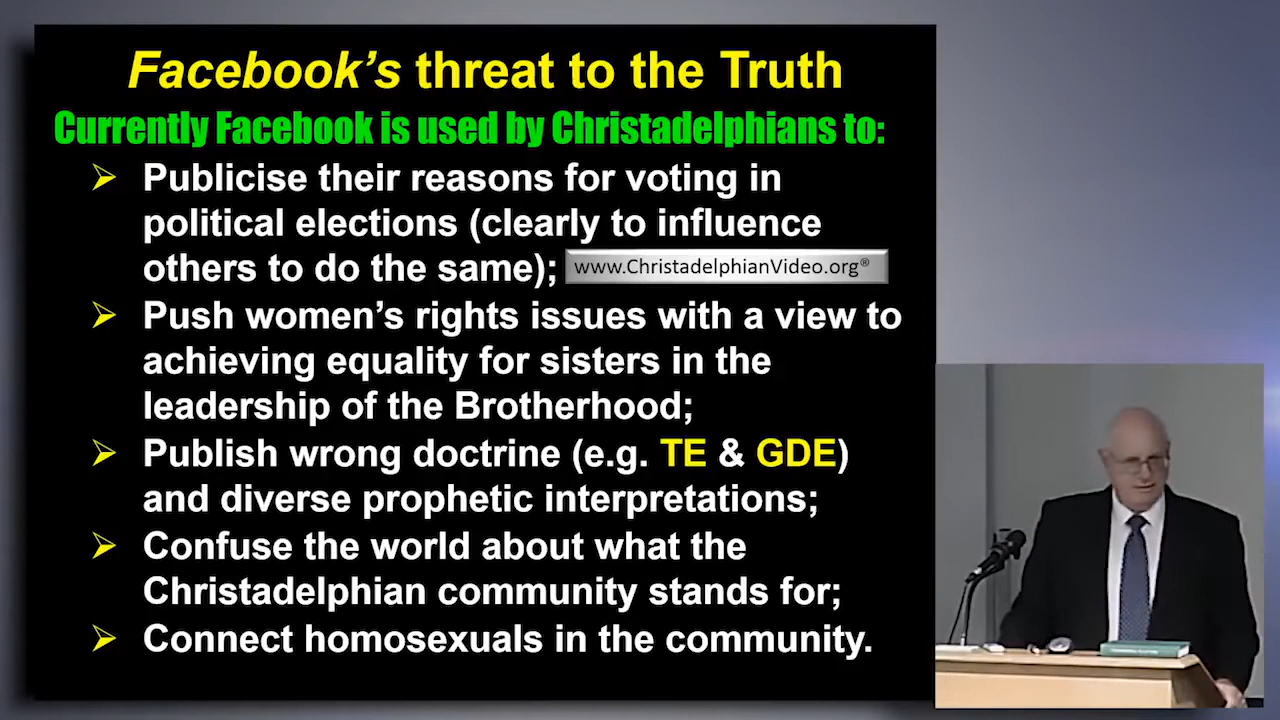 Facebook's threat to the Truth
Currently Facebook is used by Christadelphians to:
➢ Publicise their reasons for voting in
political elections (clearly to influence
others to do the same);
www.ChristadelphianVideo.org®
➢ Push women's rights issues with a view to
achieving equality for sisters in the
leadership of the Brotherhood;
➢ Publish wrong doctrine (e.g. TE & GDE)
and diverse prophetic interpretations;
➢ Confuse the world about what the
Christadelphian community stands for;
➢ Connect homosexuals in the community.